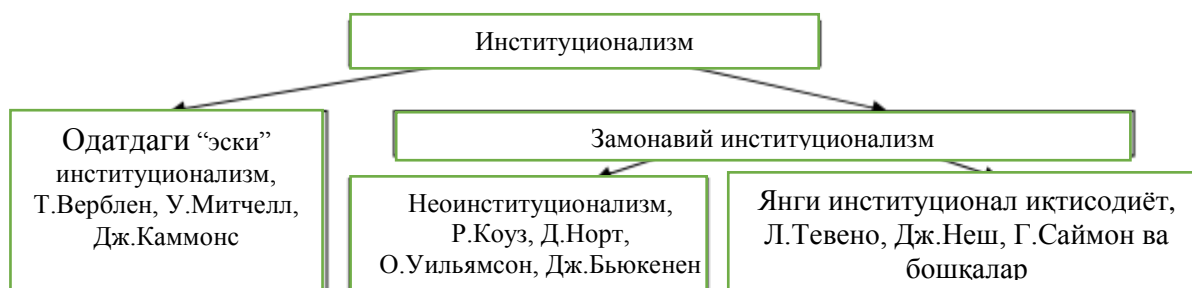 Институционализм
Одатдаги “эски”
институционализм,
Т.Верблен, У.Митчелл,
Дж.Каммонс
Замонавий институционализм
Неоинституционализм,
Р.Коуз, Д.Норт,
О.Уильямсон, Дж.Бьюкенен
Янги институционал иқтисодиёт,
Л.Тевено, Дж.Неш, Г.Саймон ва
бошқалар